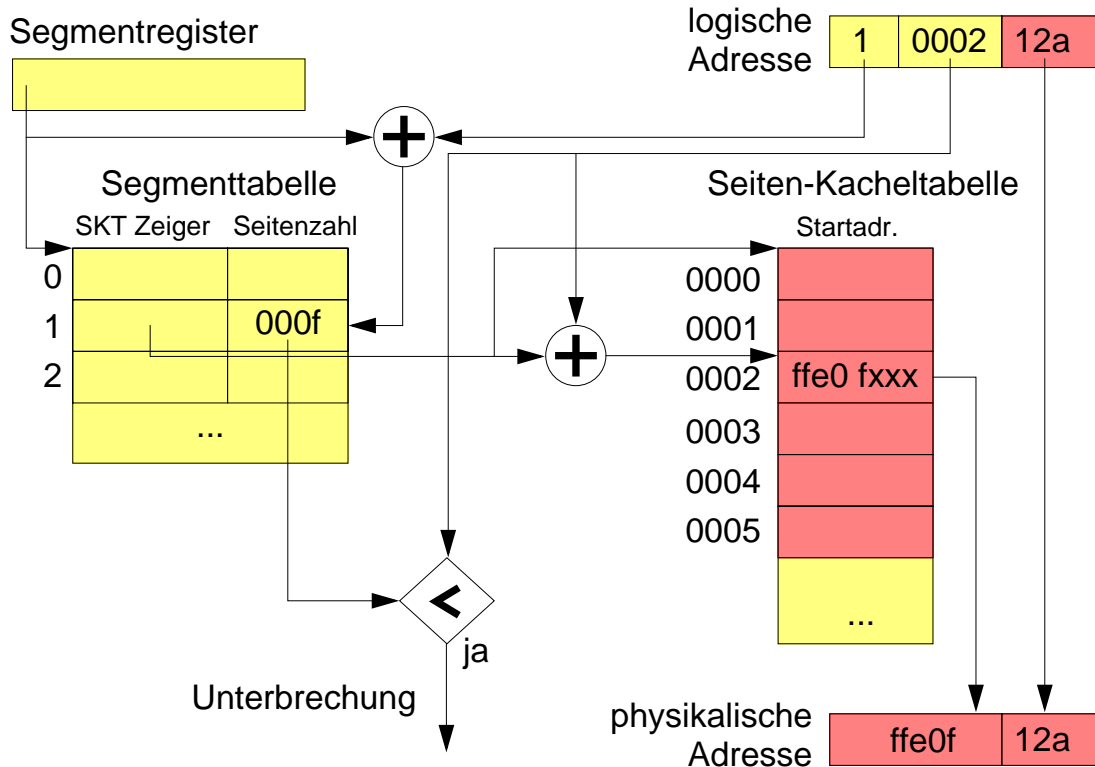 Segmentregister
logische
Adresse
1 0002 12a
+
Segmenttabelle
SKT Zeiger Seitenzahl
0
1 000f
2
...
Seiten-Kacheltabelle
Startadr.
0000
0001
+
0002 ffe0 fxxx
0003
0004
0005
...
<
ja
Unterbrechung
physikalische
Adresse
ffe0f 12a